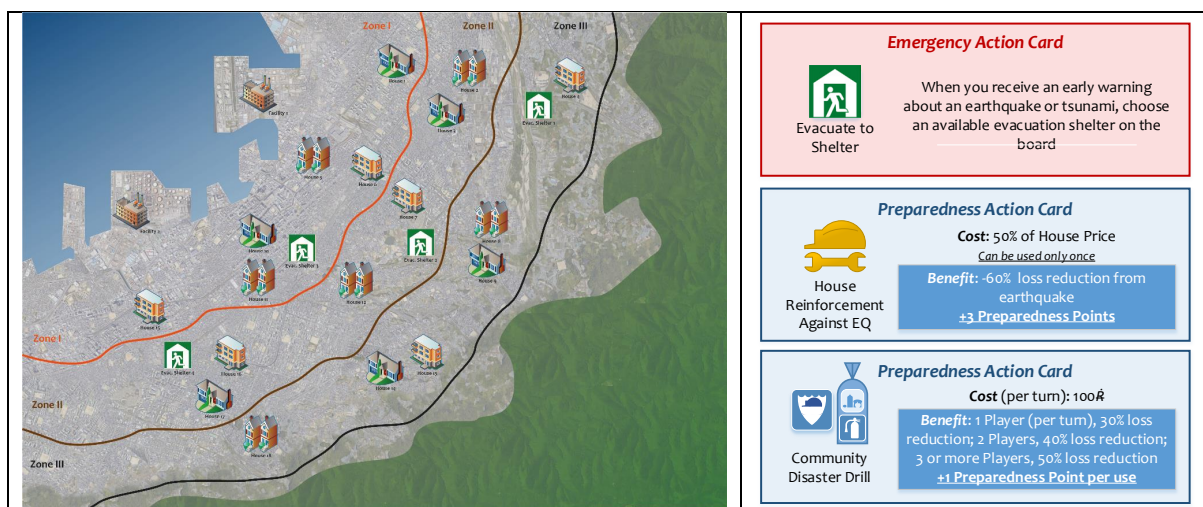 Zone I
Zone II
Zone III
House 1
House 2
House 3
House 4
Evac. Shelter 1
Facility 1
House 5
House 6
House 7
House 8
House 9
House 10
Facility 2
Evac. Shelter 2
Evac. Shelter 3
House 11
House 12
House 13
Zone I
Evac. Shelter 4
House 16
House 15
House 17
Zone II
House 18
Zone III
Emergency Action Card
When you receive an early warning
about an earthquake or tsunami, choose
an available evacuation shelter on the
board
Evacuate to
Shelter
Preparedness Action Card
Cost: 50% of House Price
Can be used only once
Benefit: -60% loss reduction from
earthquake
+3 Preparedness Points
House
Reinforcement
Against EQ
Preparedness Action Card
Cost (per turn): 100Ꞧ
Benefit: 1 Player (per turn), 30% loss
reduction; 2 Players, 40% loss reduction;
3 or more Players, 50% loss reduction
+1 Preparedness Point per use
Community
Disaster Drill